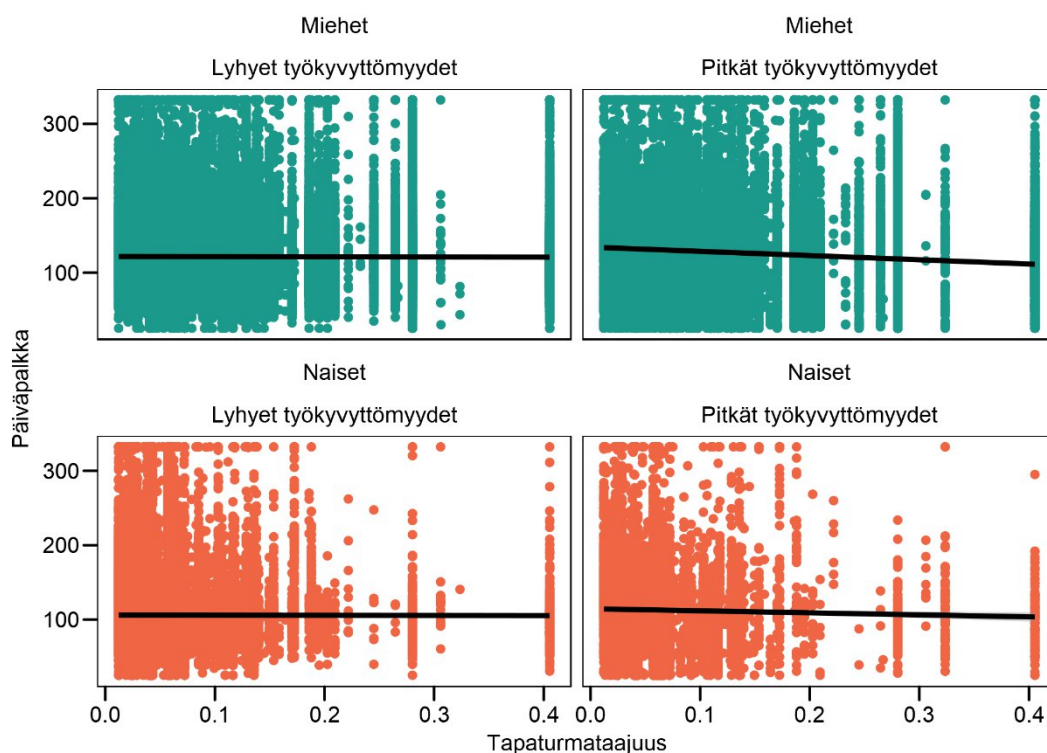 Miehet
Lyhyet työkyvyttömyydet
Miehet
Pitkät työkyvyttömyydet
300
200
100
Naiset
Lyhyet työkyvyttömyydet
Naiset
Pitkät työkyvyttömyydet
300
200
100
Päiväpalkka
0.0 0.1 0.2 0.3 0.4 0.0 0.1 0.2 0.3 0.4
Tapaturmataajuus